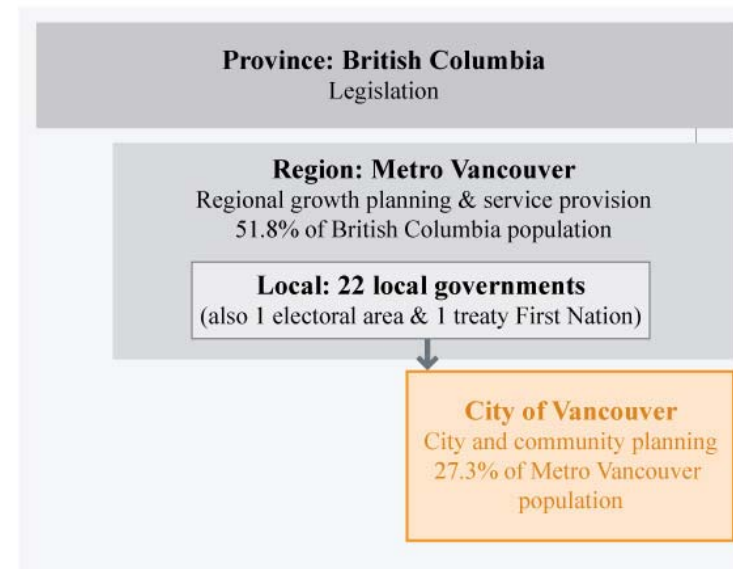 Province: British Columbia
Legislation
Region: Metro Vancouver
Regional growth planning & service provision
51.8% of British Columbia population
Local: 22 local governments
(also 1 electoral area & 1 treaty First Nation)
City of Vancouver
City and community planning
27.3% of Metro Vancouver
population